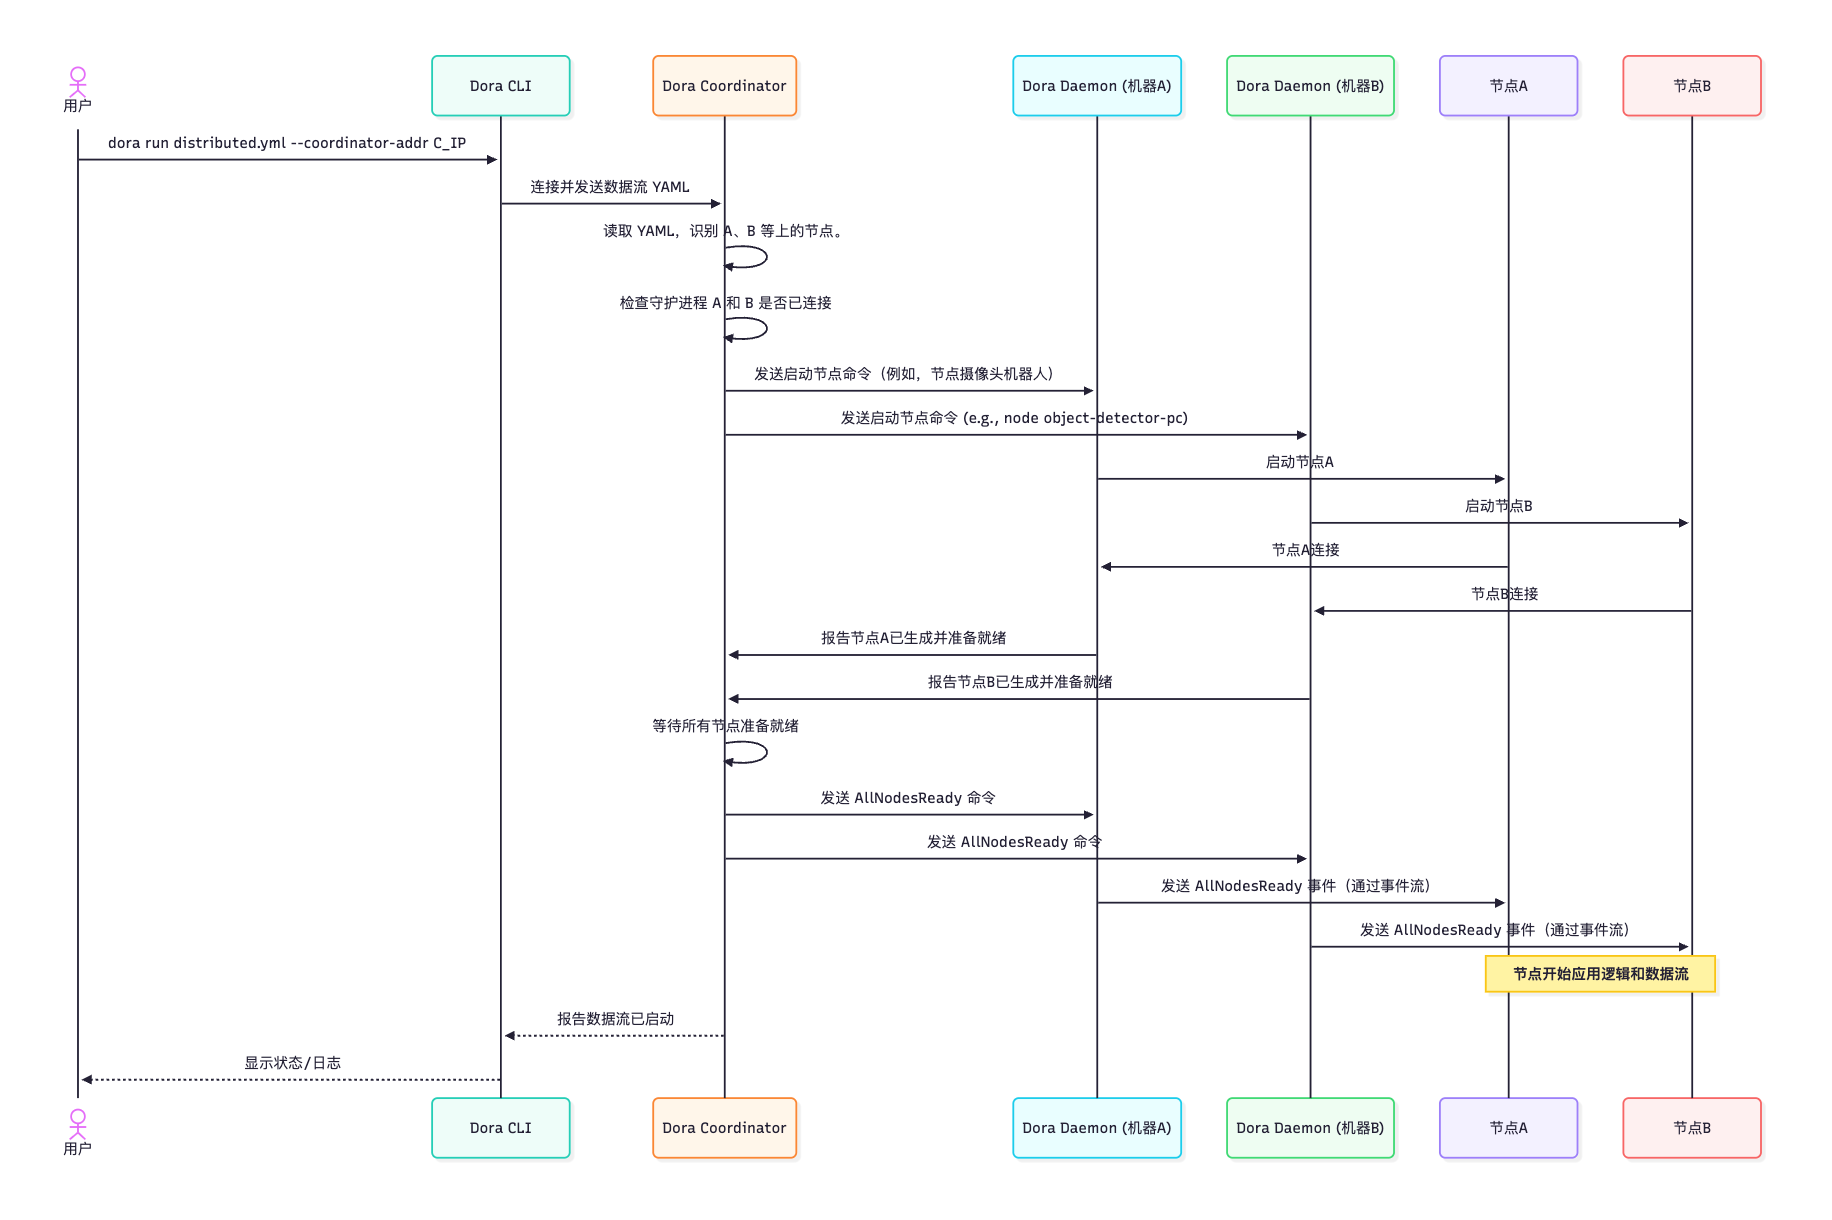 用户
Dora CLI
Dora Coordinator
Dora Daemon (机器A)
Dora Daemon (机器B)
节点A
节点B
dora run distributed.yml --coordinator-addr C_IP
连接并发送数据流 YAML
读取 YAML，识别 A、B 等上的节点。
检查守护进程 A 和 B 是否已连接
发送启动节点命令（例如，节点摄像头机器人）
发送启动节点命令 (e.g., node object-detector-pc)
启动节点A
启动节点B
节点A连接
节点B连接
报告节点A已生成并准备就绪
报告节点B已生成并准备就绪
等待所有节点准备就绪
发送 AllNodesReady 命令
发送 AllNodesReady 命令
发送 AllNodesReady 事件（通过事件流）
发送 AllNodesReady 事件（通过事件流）
节点开始应用逻辑和数据流
报告数据流已启动
显示状态/日志
用户
Dora CLI
Dora Coordinator
Dora Daemon (机器A)
Dora Daemon (机器B)
节点A
节点B